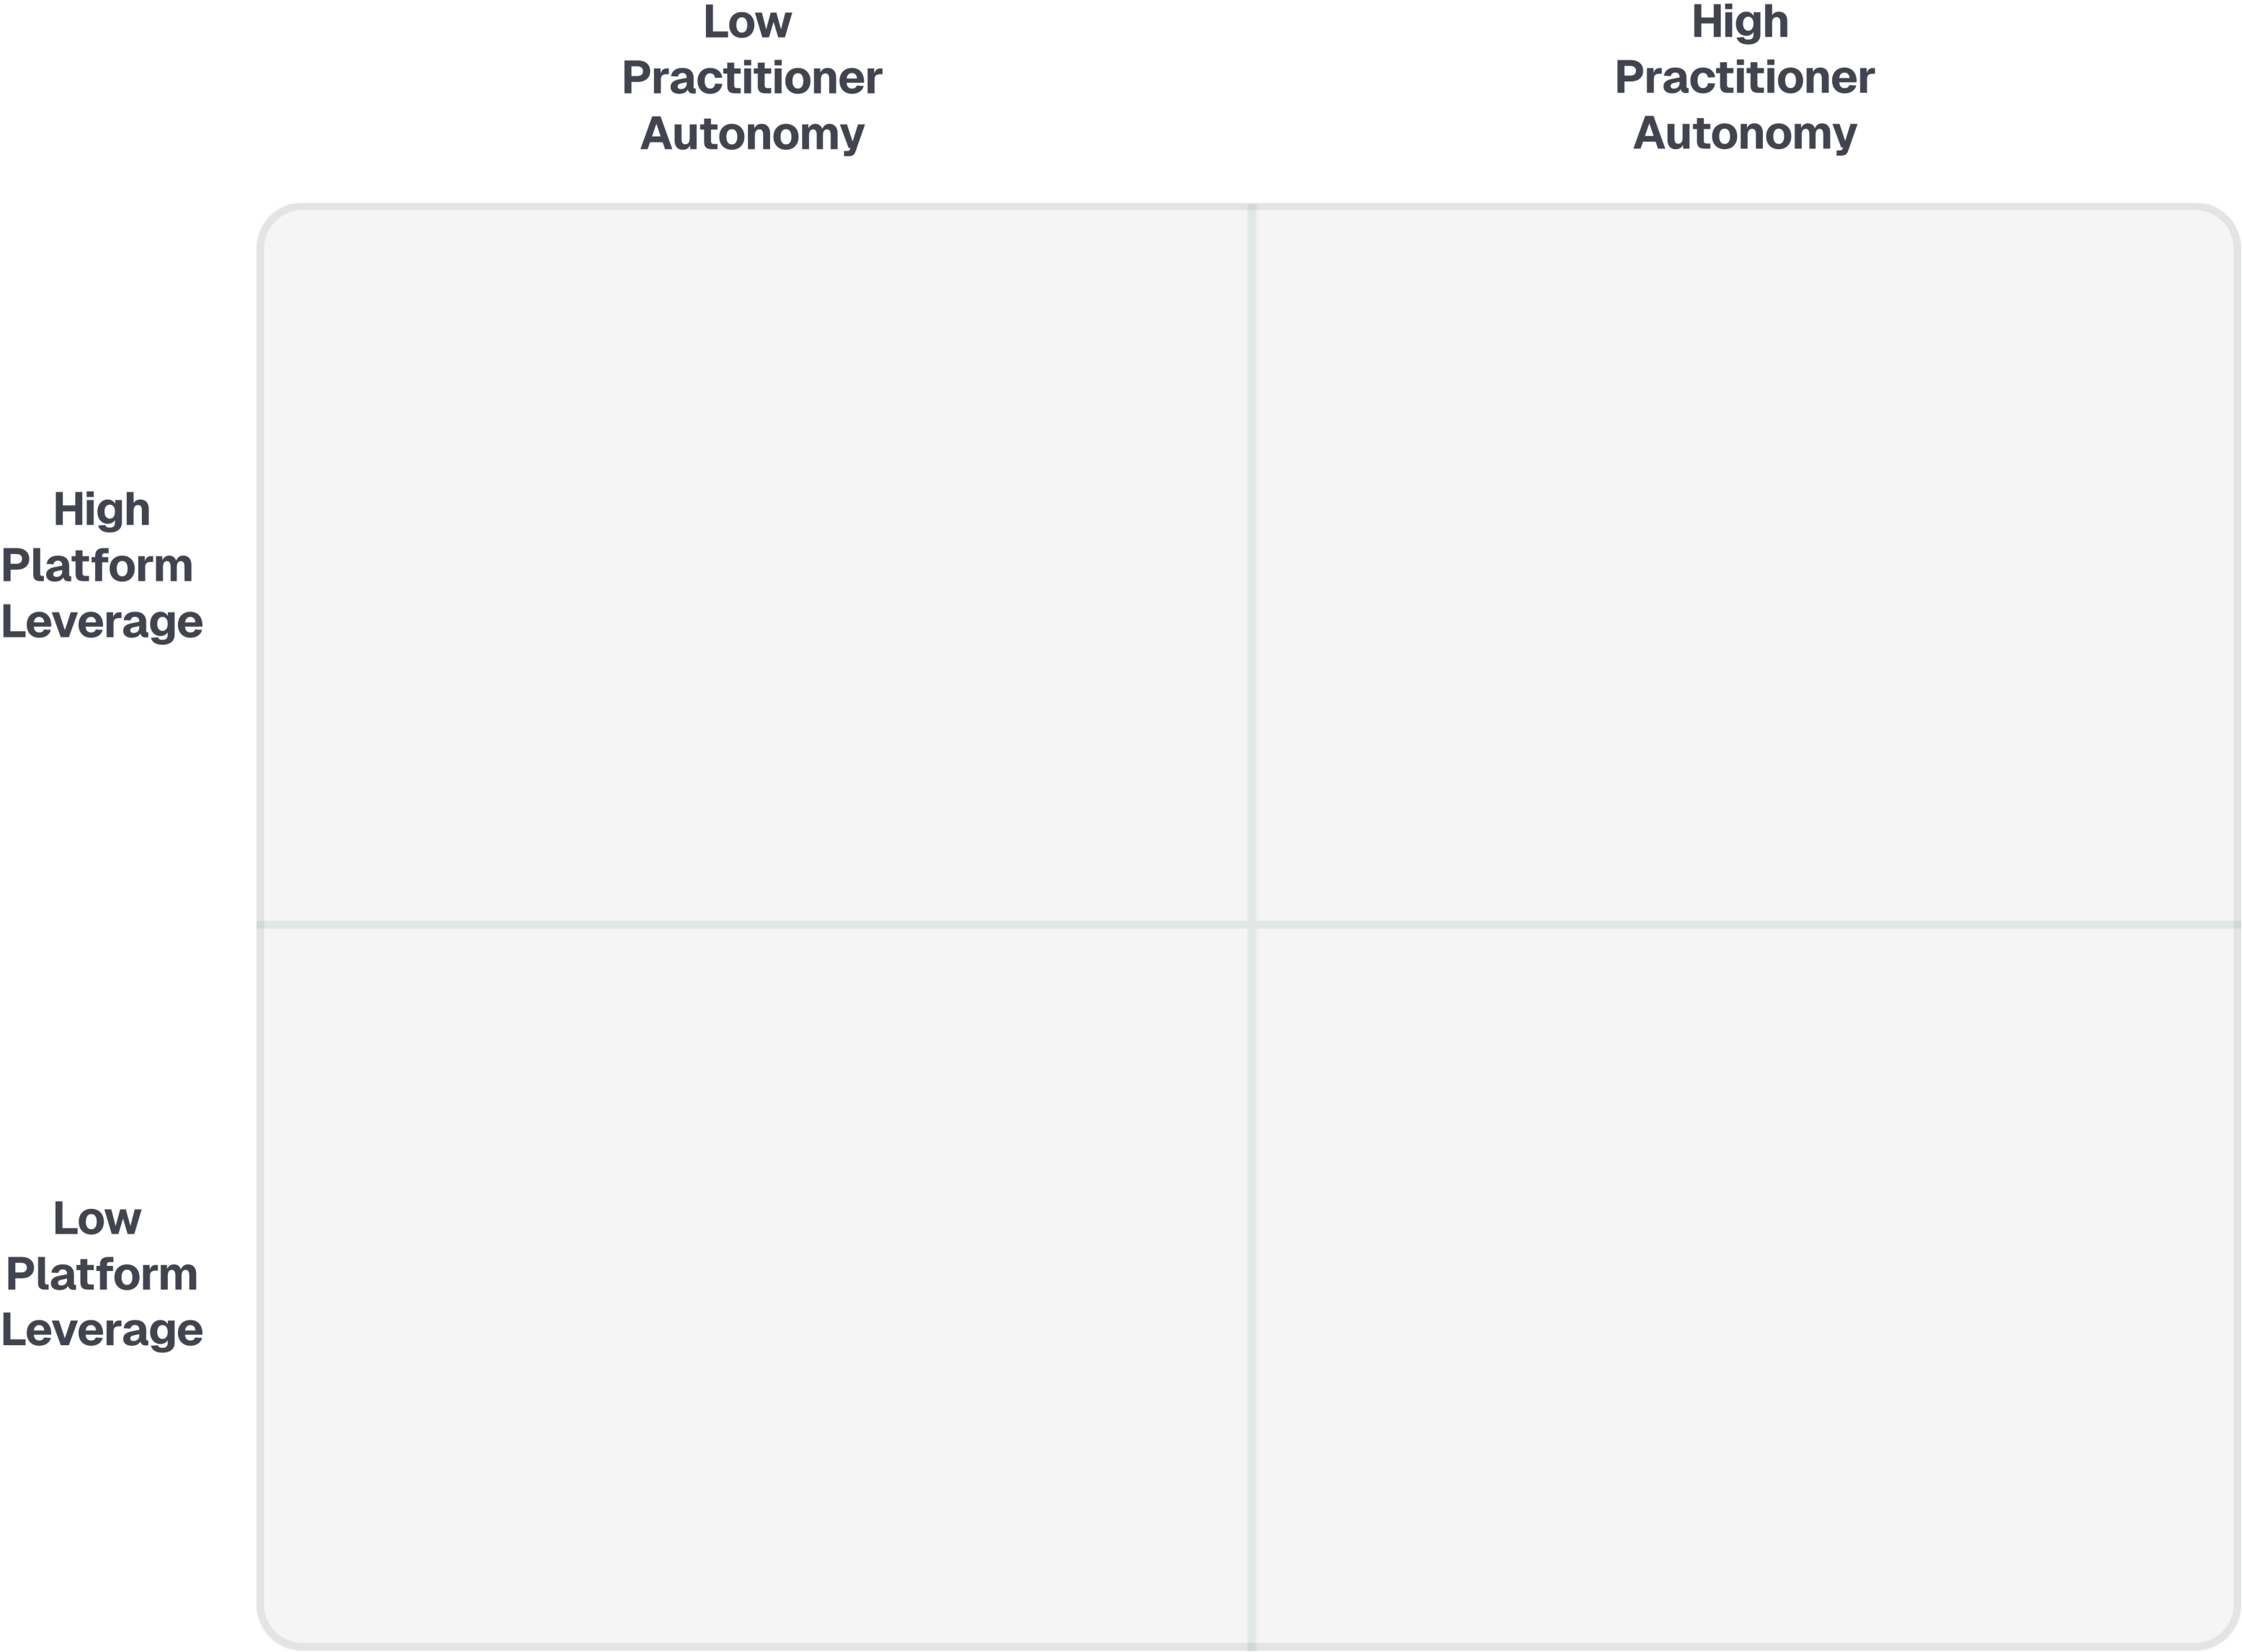 Low
Practitioner
Autonomy
High
Practitioner
Autonomy
High
Platform
Leverage
Low
Platform
Leverage